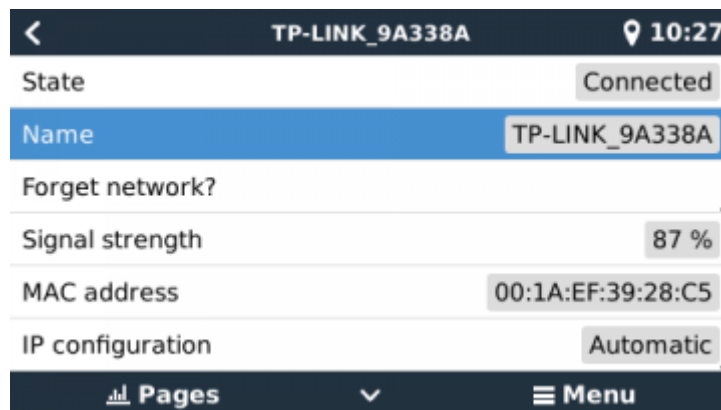 TP-LINK_9A338A 10:27
State Connected
Name TP-LINK_9A338A
Forget network?
Signal strength 87 %
MAC address 00:1A:EF:39:28:C5
IP configuration Automatic
Pages Menu